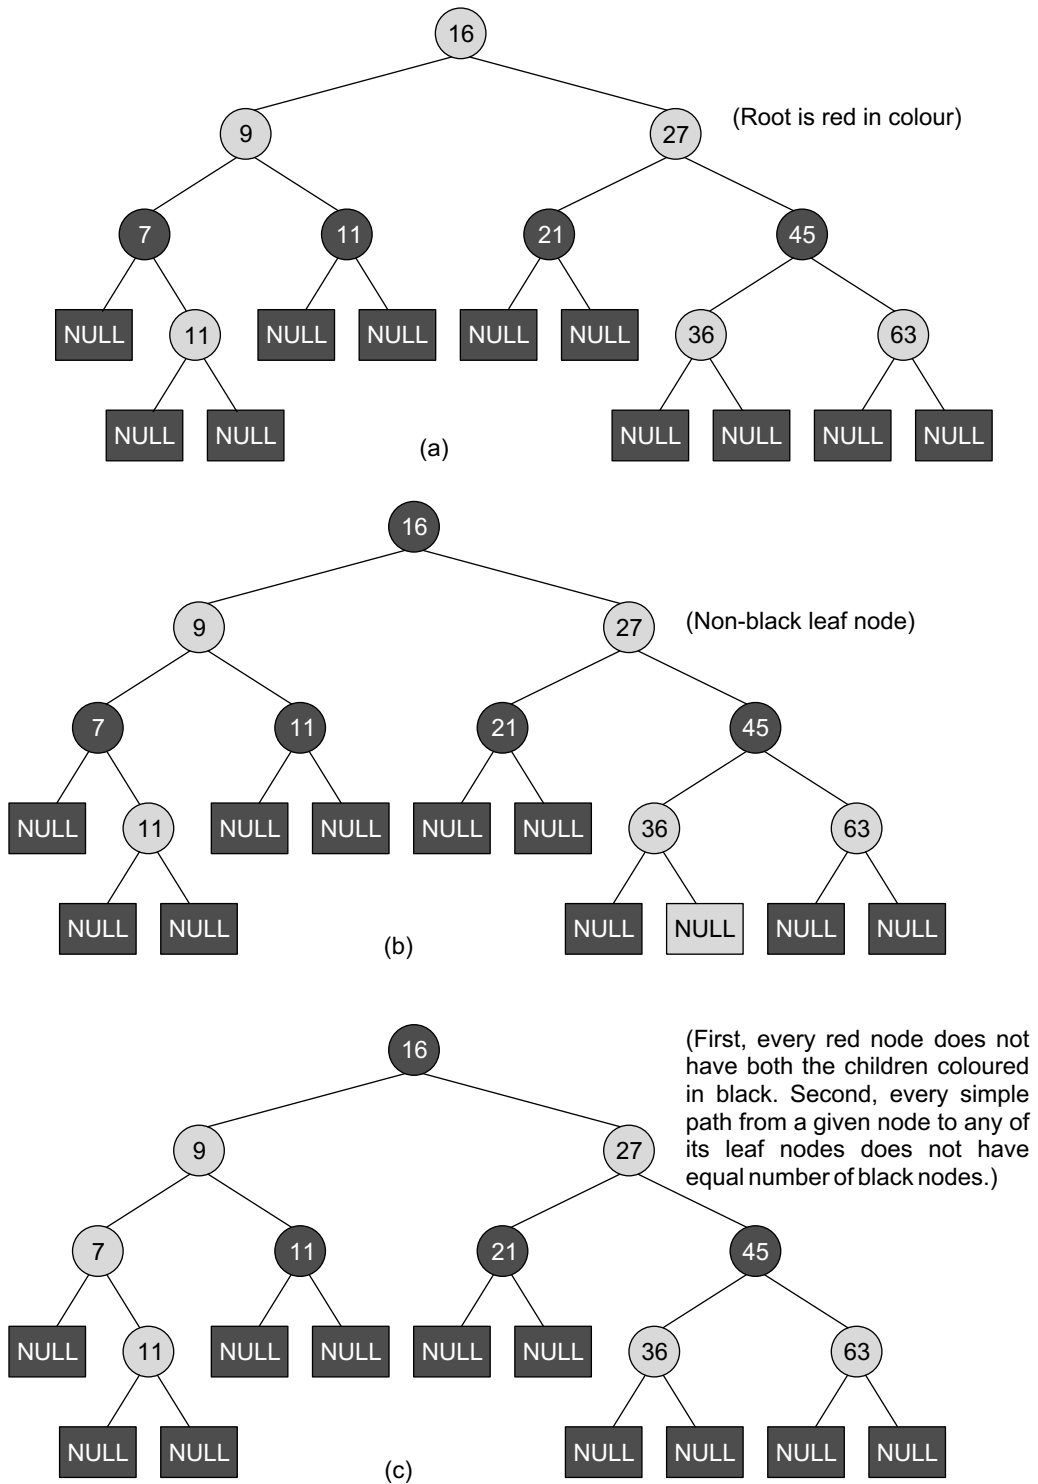 16
9
27
(Root is red in colour)
7
11
21
45
NULL
11
NULL
NULL
NULL
NULL
36
63
NULL
NULL
NULL
NULL
NULL
NULL
(a)
16
9
27
(Non-black leaf node)
7
11
21
45
NULL
11
NULL
NULL
NULL
NULL
36
63
NULL
NULL
NULL
NULL
NULL
NULL
(b)
16
(First, every red node does not
have both the children coloured
in black. Second, every simple
path from a given node to any of
its leaf nodes does not have
equal number of black nodes.)
9
27
7
11
21
45
NULL
11
NULL
NULL
NULL
NULL
36
63
NULL
NULL
NULL
NULL
NULL
NULL
(c)